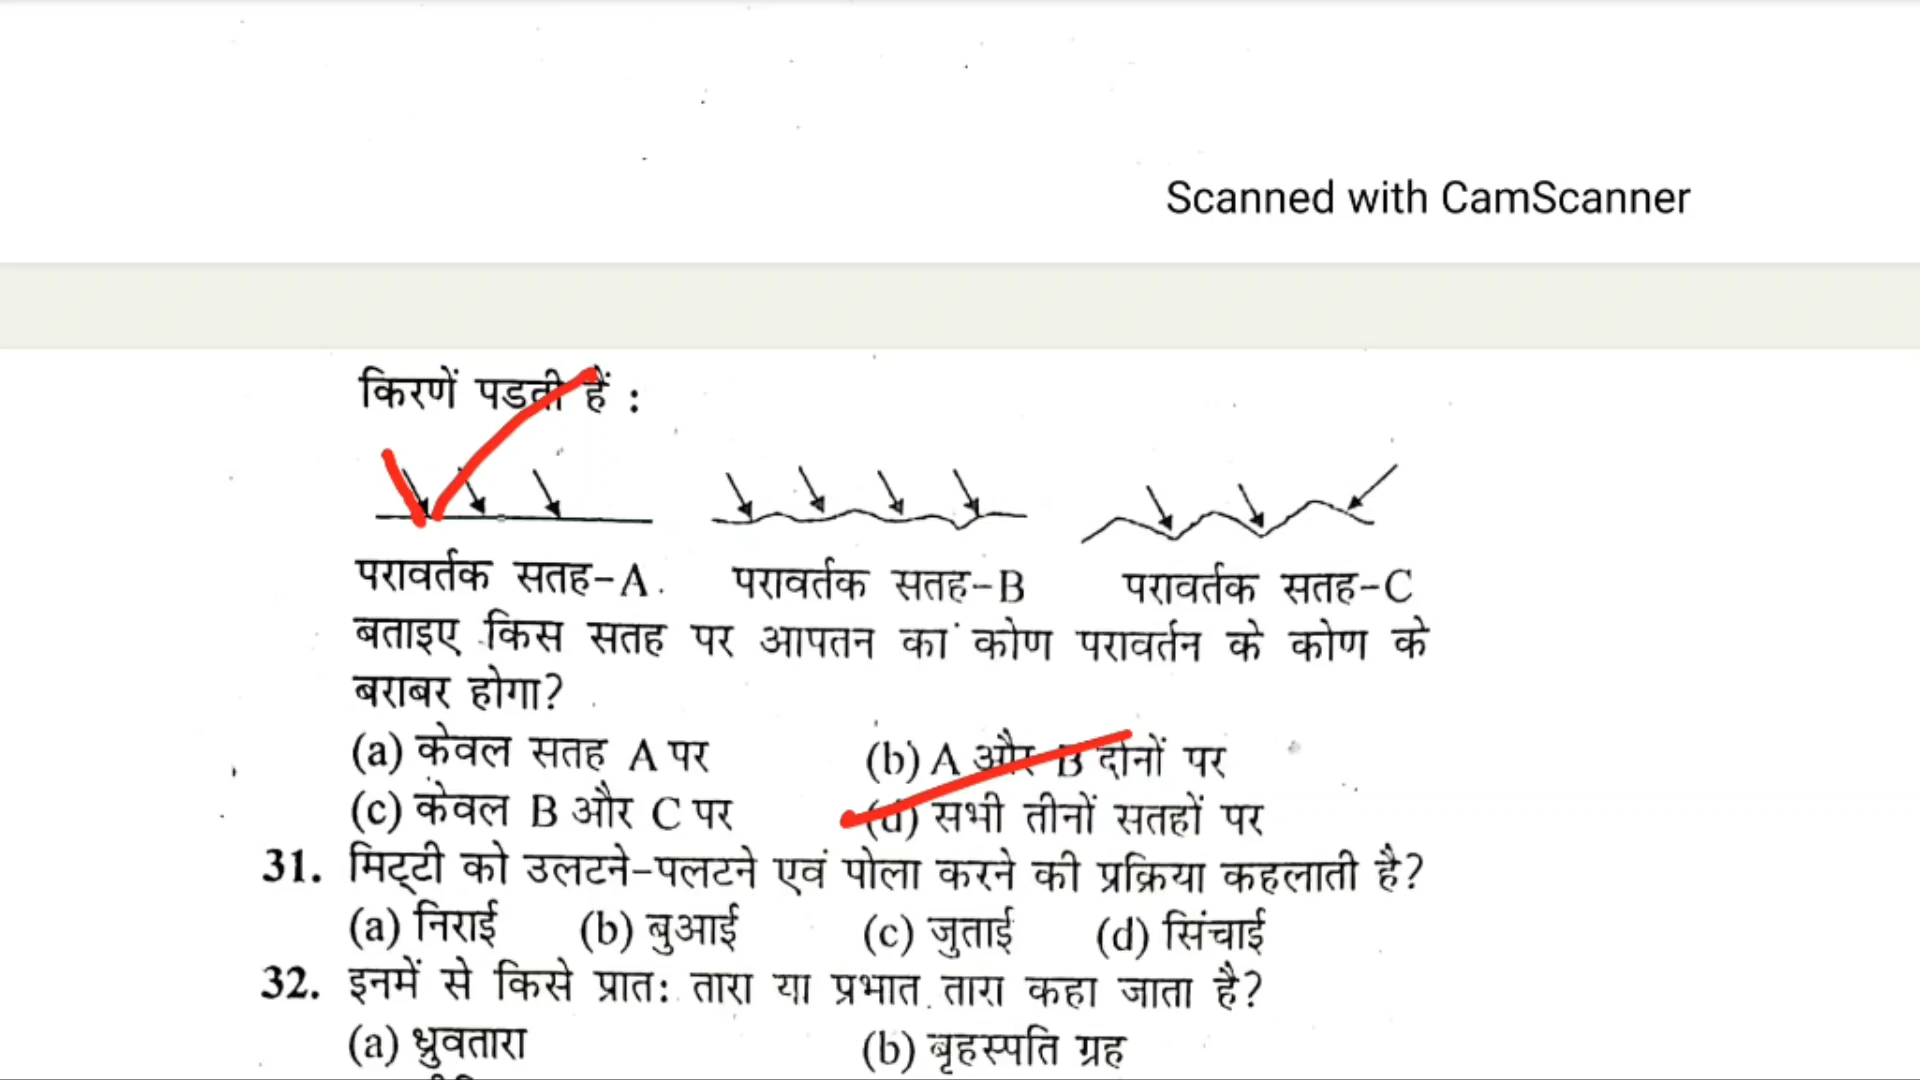 Scanned with CamScanner
किरणें पडती हैं :
परावर्तक सतह-A. परावर्तक सतह-B परावर्तक सतह-C
बताइए किस सतह पर आपतन का कोण परावर्तन के कोण के
बराबर होगा?
(a) केवल सतह A पर (b) A और B दोनों पर
(c) केवल B और C पर (d) सभी तीनों सतहों पर
31. मिट्टी को उलटने-पलटने एवं पोला करने की प्रक्रिया कहलाती है?
(a) निराई (b) बुआई (c) जुताई (d) सिंचाई
32. इनमें से किसे प्रातः तारा या प्रभात तारा कहा जाता है?
(a) ध्रुवतारा (b) बृहस्पति ग्रह